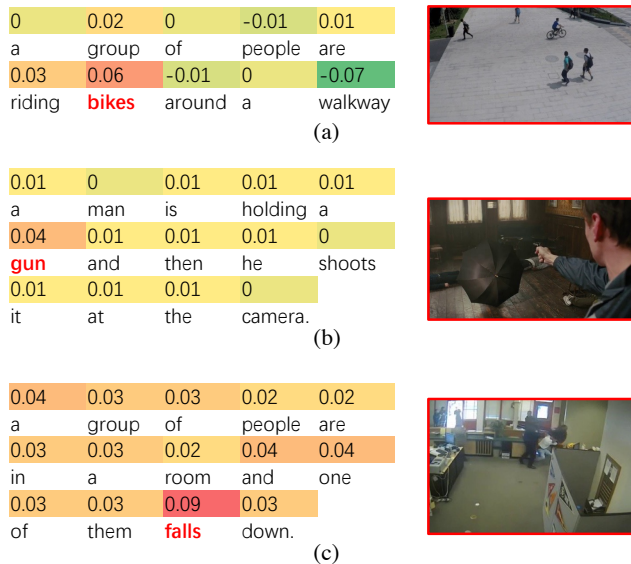 0 0.02 0 -0.01 0.01
a group of people are
0.03 0.06 -0.01 0 -0.07
riding bikes around a walkway
(a)
0.01 0 0.01 0.01 0.01
a man is holding a
0.04 0.01 0.01 0.01 0
gun and then he shoots
0.01 0.01 0.01 0
it at the camera.
(b)
0.04 0.03 0.03 0.02 0.02
a group of people are
0.03 0.03 0.02 0.04 0.04
in a room and one
0.03 0.03 0.09 0.03
of them falls down.
(c)